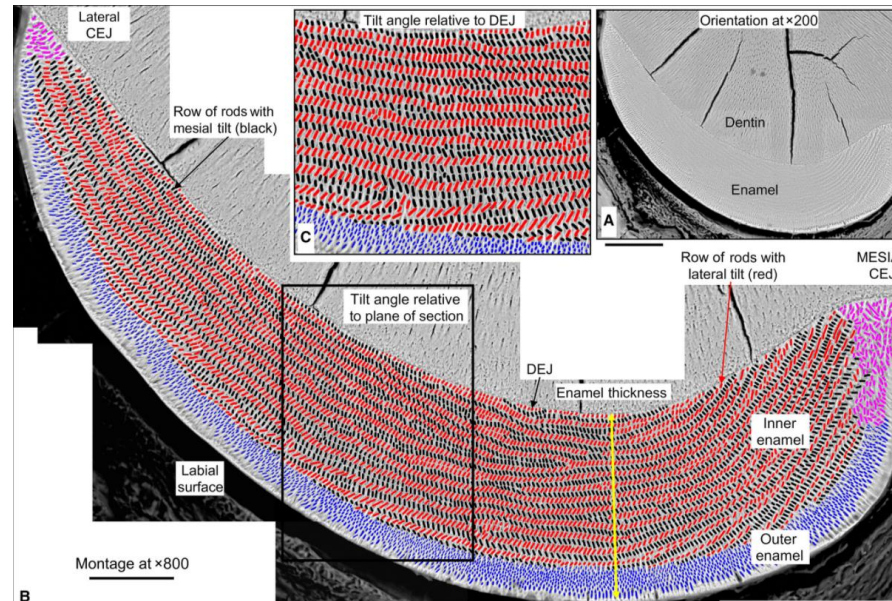 Lateral
CEJ
Tilt angle relative to DEJ
Orientation at ×200
Row of rods with
mesial tilt (black)
Dentin
Enamel
A
C
Row of rods with
lateral tilt (red)
CEJ
Tilt angle relative
to plane of section
DEJ
Enamel thickness
Inner
enamel
Labial
surface
Outer
enamel
Montage at ×800
B